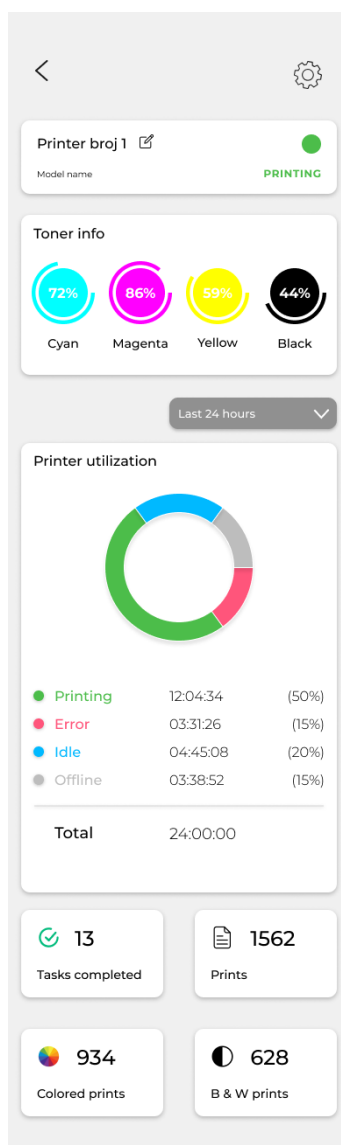 Printer broj 1
Model name
PRINTING
Toner info
72% 86% 59% 44%
Cyan Magenta Yellow Black
Last 24 hours
Printer utilization
Printing 12:04:34 (50%)
Error 03:31:26 (15%)
Idle 04:45:08 (20%)
Offline 03:38:52 (15%)
Total 24:00:00
13
Tasks completed
1562
Prints
934
Colored prints
628
B & W prints